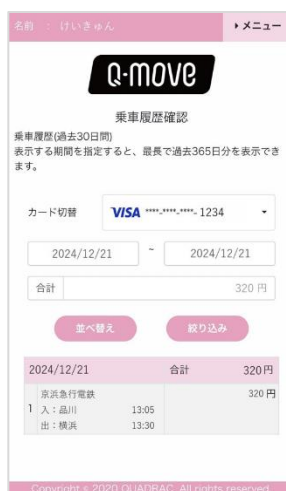 名前 ： けいきゅん
メニュー
Q-move
乗車履歴確認
乗車履歴(過去30日間)
表示する期間を指定すると、最長で過去365日分を表示でき
ます。
カード切替 VISA ****-****-****- 1234
2024/12/21 ~ 2024/12/21
合計 320 円
並べ替え 絞り込み
2024/12/21 合計 320円
京浜急行電鉄 320 円
1 入：品川 13:05
出：横浜 13:30
Copyright © 2020 QUADRAC. All rights reserved.